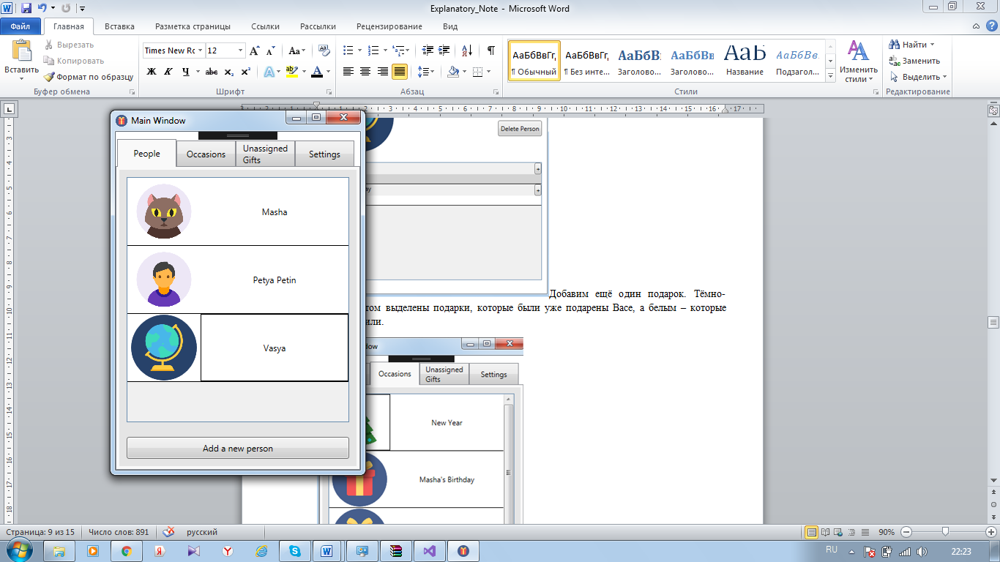 Explanatory_Note - Microsoft Word
Файл
Главная
Вставка
Разметка страницы
Ссылки
Рассылки
Рецензирование
Вид
Вставить
Вырезать
Копировать
Формат по образцу
Буфер обмена
Times New Rc
12
Ж К Ч
Шрифт
Абзац
АаБбВвГг,
¶ Обычный
АаБбВвГг,
¶ Без инте...
АаБбВ
Заголово...
АаБбВв
Заголово...
АаЬ
Название
АаБбВв.
Подзагол...
Стили
Изменить
стили
Найти
Заменить
Выделить
Редактирование
Main Window
People
Occasions
Unassigned
Gifts
Settings
Masha
Petya Petin
Vasya
Add a new person
Delete Person
Добавим ещё один подарок. Тёмно-
том выделены подарки, которые были уже подарены Васе, а белым – которые
или.
Occasions
Unassigned
Gifts
Settings
New Year
Masha's Birthday
Страница: 9 из 15
Число слов: 891
русский
90%
RU
22:23